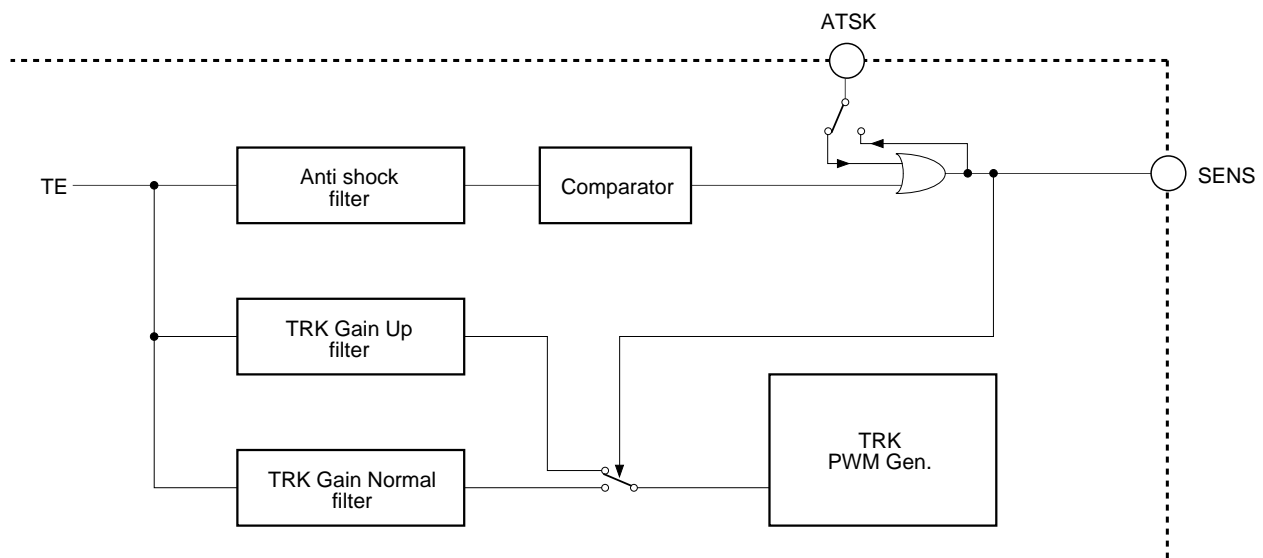 ATSK
TE
Anti shock
filter
Comparator
SENS
TRK Gain Up
filter
TRK Gain Normal
filter
TRK
PWM Gen.